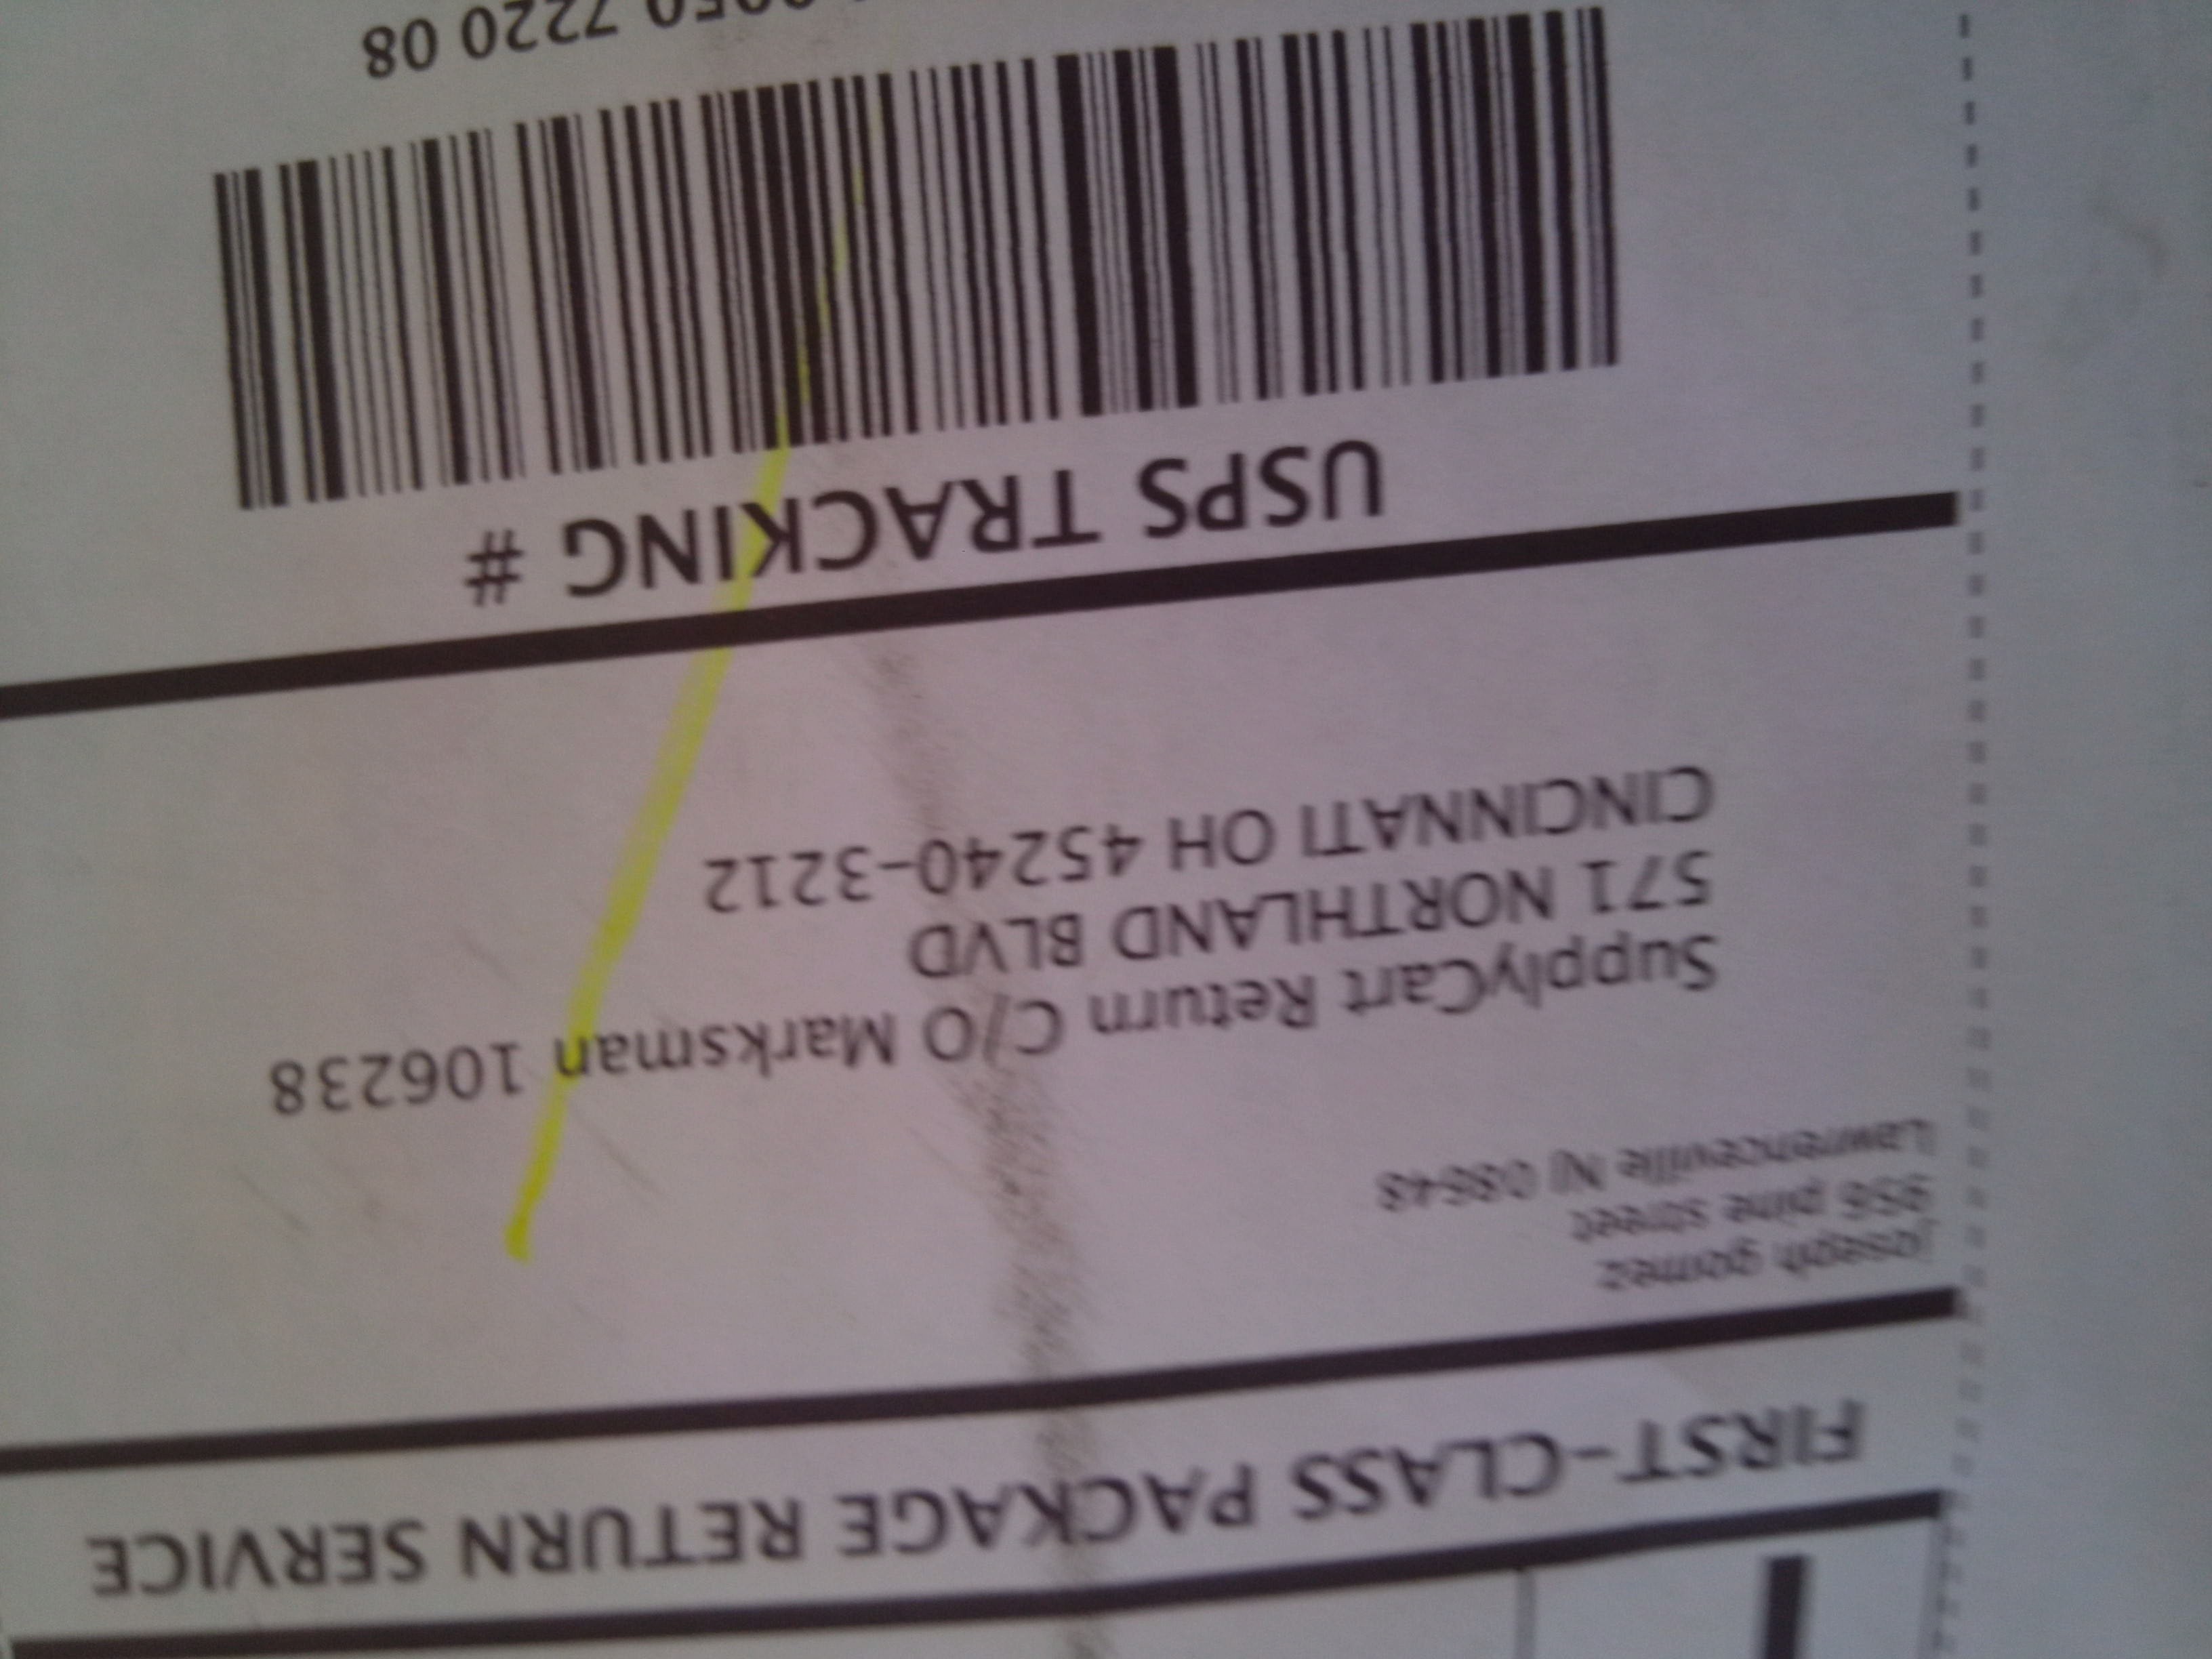 FIRST-CLASS PACKAGE RETURN SERVICE
joseph gomez
956 pine street
Lawrenceville NJ 08648
SupplyCart Return C/O Marksman 106238
571 NORTHLAND BLVD
CINCINNATI OH 45240-3212
USPS TRACKING #
0050 7220 08